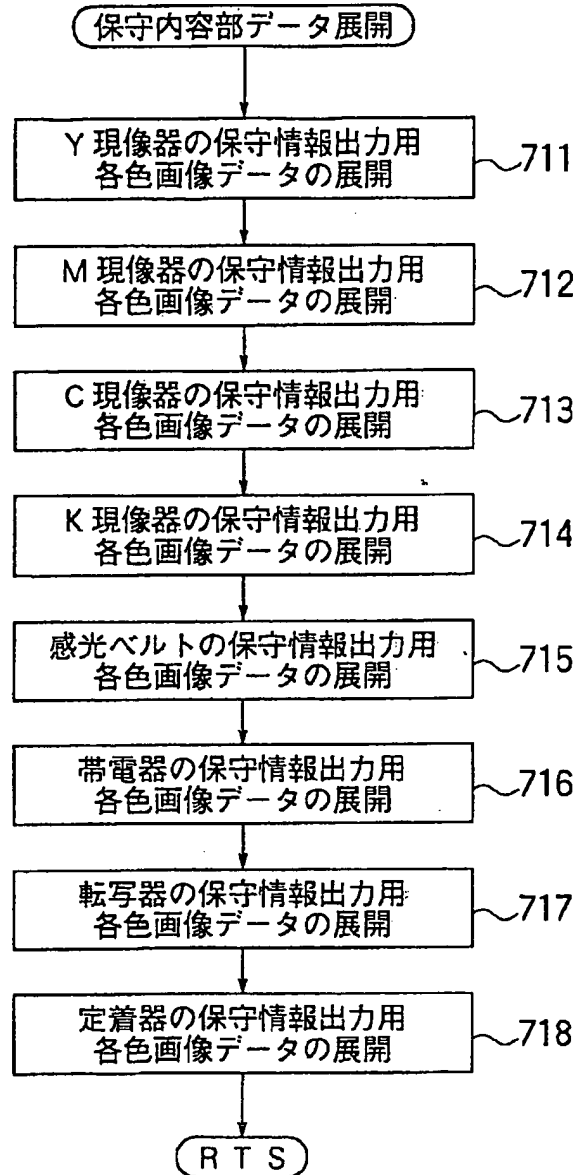 保守内容部データ展開
Y 現像器の保守情報出力用
各色画像データの展開
711
M 現像器の保守情報出力用
各色画像データの展開
712
C 現像器の保守情報出力用
各色画像データの展開
713
K 現像器の保守情報出力用
各色画像データの展開
714
感光ベルトの保守情報出力用
各色画像データの展開
715
帯電器の保守情報出力用
各色画像データの展開
716
転写器の保守情報出力用
各色画像データの展開
717
定着器の保守情報出力用
各色画像データの展開
718
R T S